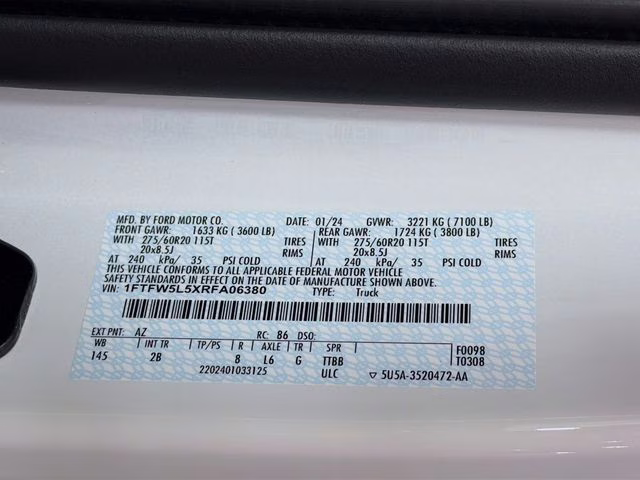 MFD. BY FORD MOTOR CO. DATE: 01/24 GVWR: 3221 KG ( 7100 LB)
FRONT GAWR: 1633 KG ( 3600 LB) REAR GAWR: 1724 KG ( 3800 LB)
WITH 275/60R20 115T TIRES WITH 275/60R20 115T TIRES
20x8.5J RIMS 20x8.5J RIMS
AT 240 kPa/ 35 PSI COLD AT 240 kPa/ 35 PSI COLD
THIS VEHICLE CONFORMS TO ALL APPLICABLE FEDERAL MOTOR VEHICLE
SAFETY STANDARDS IN EFFECT ON THE DATE OF MANUFACTURE SHOWN ABOVE.
VIN: 1FTFW5L5XRFA06380 TYPE: Truck
EXT PNT: AZ RC: B6 DSO:
WB INT TR TP/PS R AXLE TR SPR F0098
145 2B 8 L6 G TTBB T0308
2202401033125 ULC ▽ 5U5A-3520472-AA